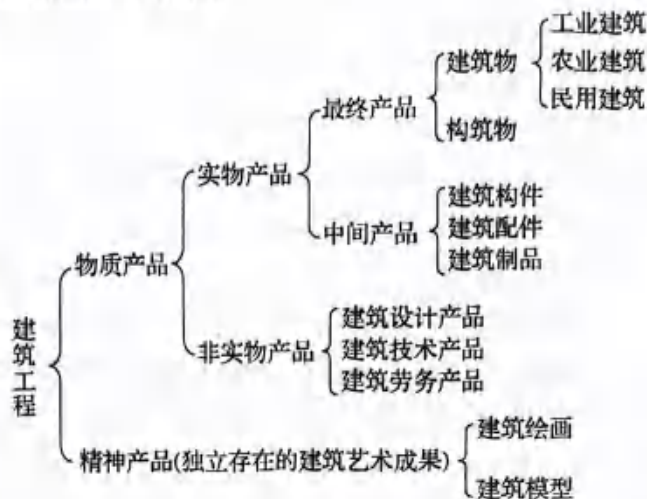 建筑工程
物质产品
实物产品
最终产品
建筑物
工业建筑
农业建筑
民用建筑
构筑物
中间产品
建筑构件
建筑配件
建筑制品
非实物产品
建筑设计产品
建筑技术产品
建筑劳务产品
精神产品(独立存在的建筑艺术成果)
建筑绘画
建筑模型